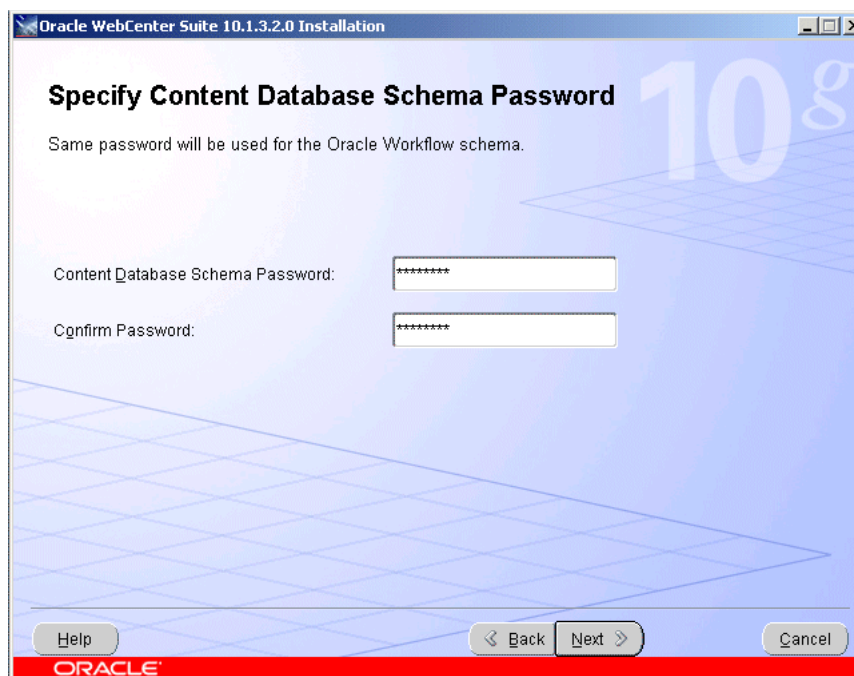 Oracle WebCenter Suite 10.1.3.2.0 Installation
10g
Specify Content Database Schema Password
Same password will be used for the Oracle Workflow schema.
Content Database Schema Password: ********
Confirm Password: ********
Help Back Next Cancel
ORACLE